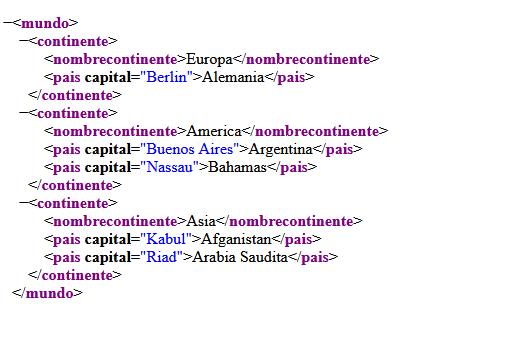 −<mundo>
−<continente>
<nombrecontinente>Europa</nombrecontinente>
<pais capital="Berlin">Alemania</pais>
</continente>
−<continente>
<nombrecontinente>America</nombrecontinente>
<pais capital="Buenos Aires">Argentina</pais>
<pais capital="Nassau">Bahamas</pais>
</continente>
−<continente>
<nombrecontinente>Asia</nombrecontinente>
<pais capital="Kabul">Afganistan</pais>
<pais capital="Riad">Arabia Saudita</pais>
</continente>
</mundo>